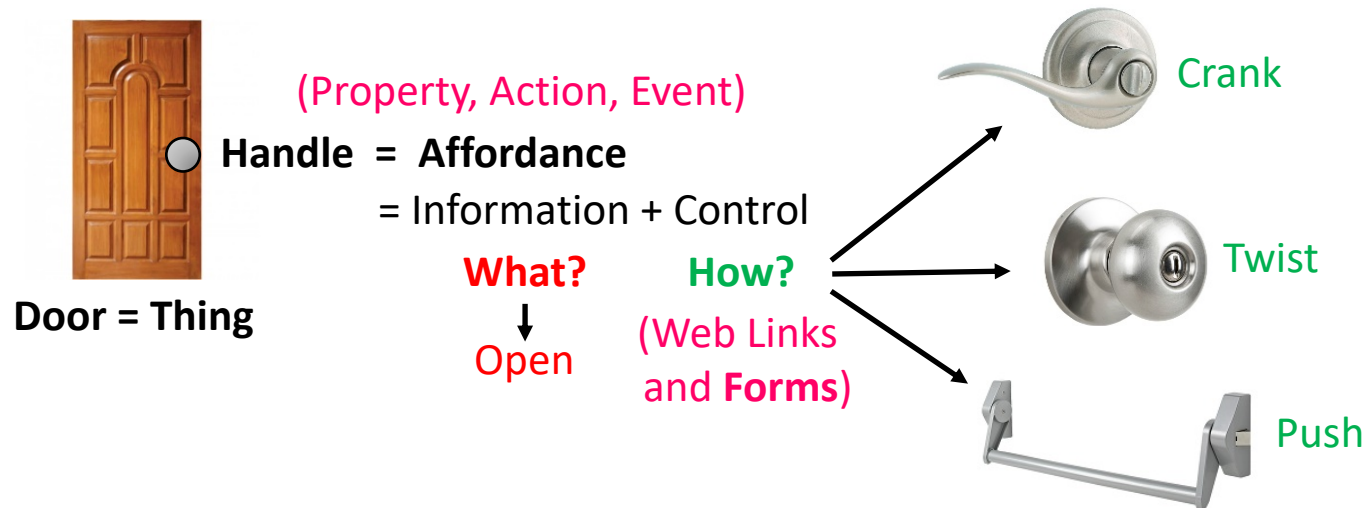 (Property, Action, Event)
Handle = Affordance
= Information + Control
What?
How?
Open
(Web Links
and Forms)
Door = Thing
Crank
Twist
Push